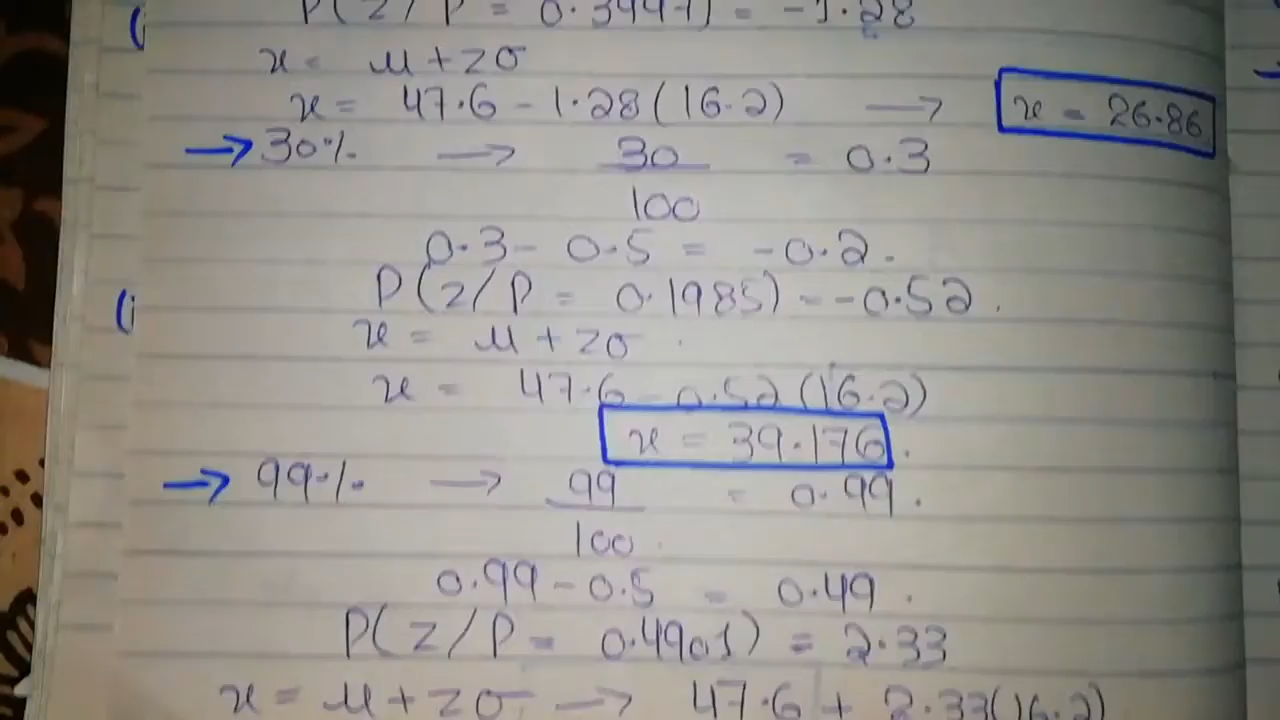 P(Z/P = 0.3997) = -1.28
x = μ + zσ
x = 47.6 - 1.28(16.2) → x = 26.86
→ 30% → 30/100 = 0.3
0.3 - 0.5 = -0.2.
P(Z/P = 0.1985) = -0.52.
x = μ + zσ
x = 47.6 - 0.52(16.2)
x = 39.176.
→ 99% → 99/100 = 0.99.
0.99 - 0.5 = 0.49.
P(Z/P = 0.4901) = 2.33
x = μ + zσ → 47.6 + 2.33(16.2)